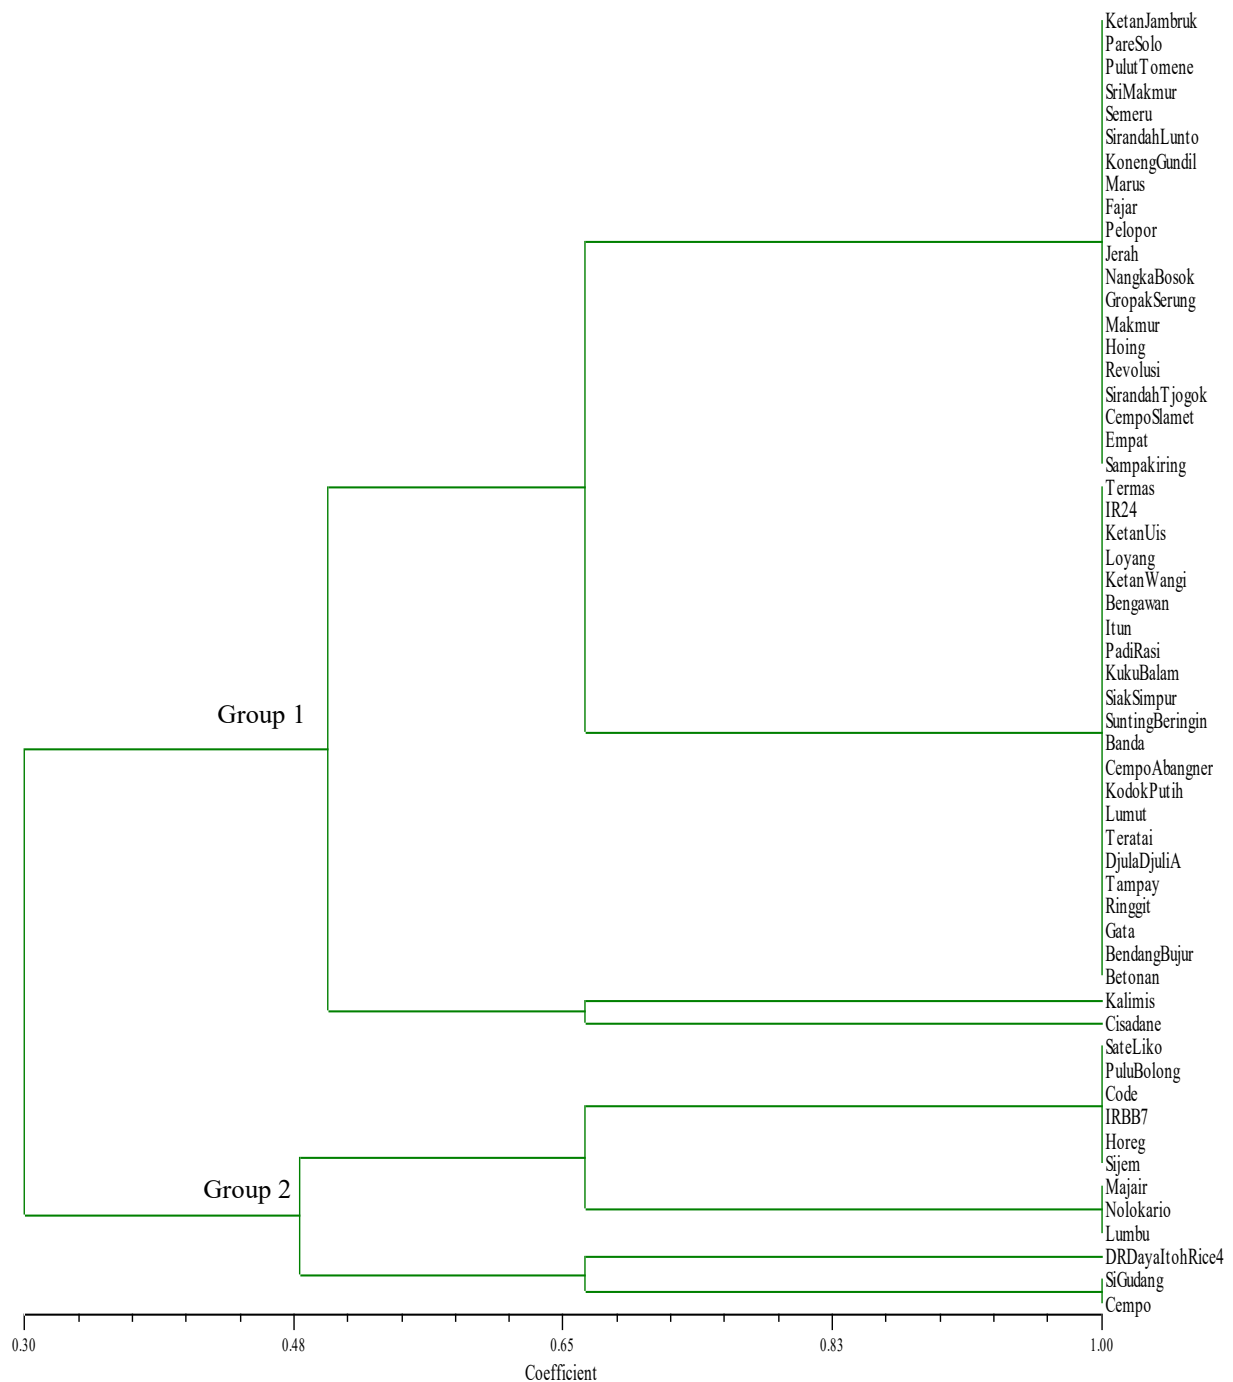 KetanJambruk
PareSolo
PulutTomene
SriMakmur
Semeru
SirandahLunto
KonengGundil
Marus
Fajar
Pelopor
Jerah
NangkaBosok
GropakSerung
Makmur
Hoing
Revolusi
SirandahTjogok
CempoSlamet
Empat
Sampakiring
Termas
IR24
KetanUis
Loyang
KetanWangi
Bengawan
Itun
PadiRasi
KukuBalam
SiakSimpur
Group 1
SuntingBeringin
Banda
CempoAbangner
KodokPutih
Lumut
Teratai
DjulaDjuliA
Tampay
Ringgit
Gata
BendangBujur
Betonan
Kalimis
Cisadane
SateLiko
PuluBolong
Code
IRBB7
Horeg
Sijem
Group 2
Majair
Nolokario
Lumbu
DRDayaItohRice4
SiGudang
Cempo
0.30 0.48 0.65 0.83 1.00
Coefficient